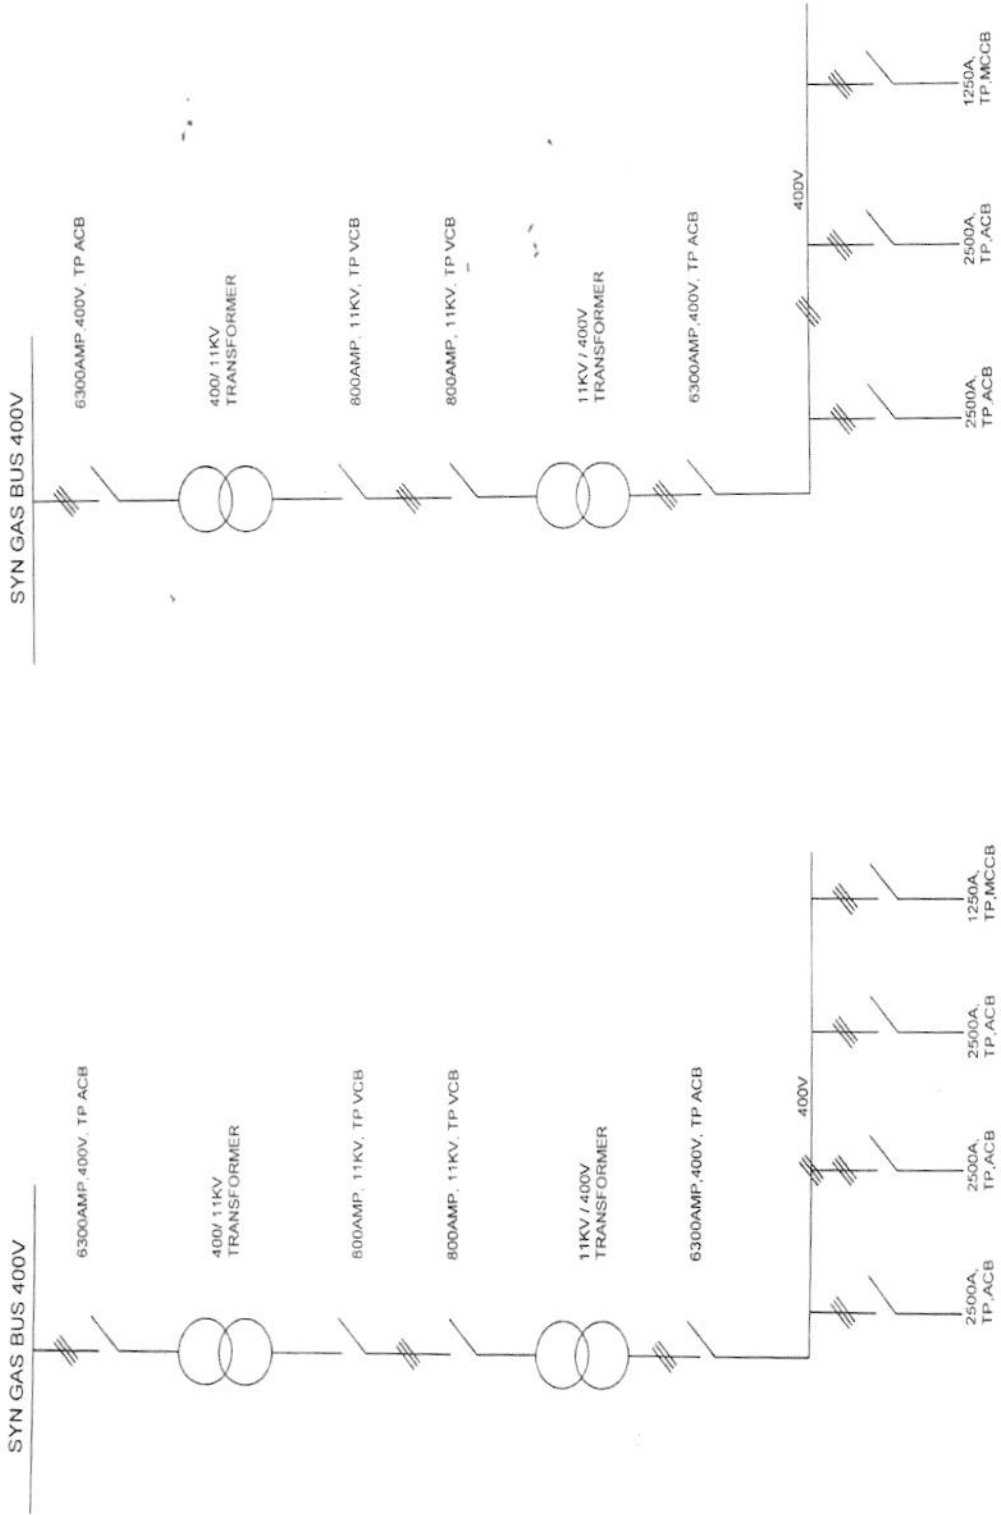 SYN GAS BUS 400V
6300AMP,400V, TP ACB
400/ 11KV
TRANSFORMER
800AMP, 11KV, TP VCB
800AMP, 11KV, TP VCB
11KV / 400V
TRANSFORMER
6300AMP,400V, TP ACB
400V
2500A,
TP,ACB
2500A,
TP,ACB
2500A,
TP,ACB
1250A,
TP,MCCB
SYN GAS BUS 400V
6300AMP,400V, TP ACB
400/ 11KV
TRANSFORMER
800AMP, 11KV, TP VCB
800AMP, 11KV, TP VCB
11KV / 400V
TRANSFORMER
6300AMP,400V, TP ACB
400V
2500A,
TP,ACB
2500A,
TP,ACB
1250A,
TP,MCCB